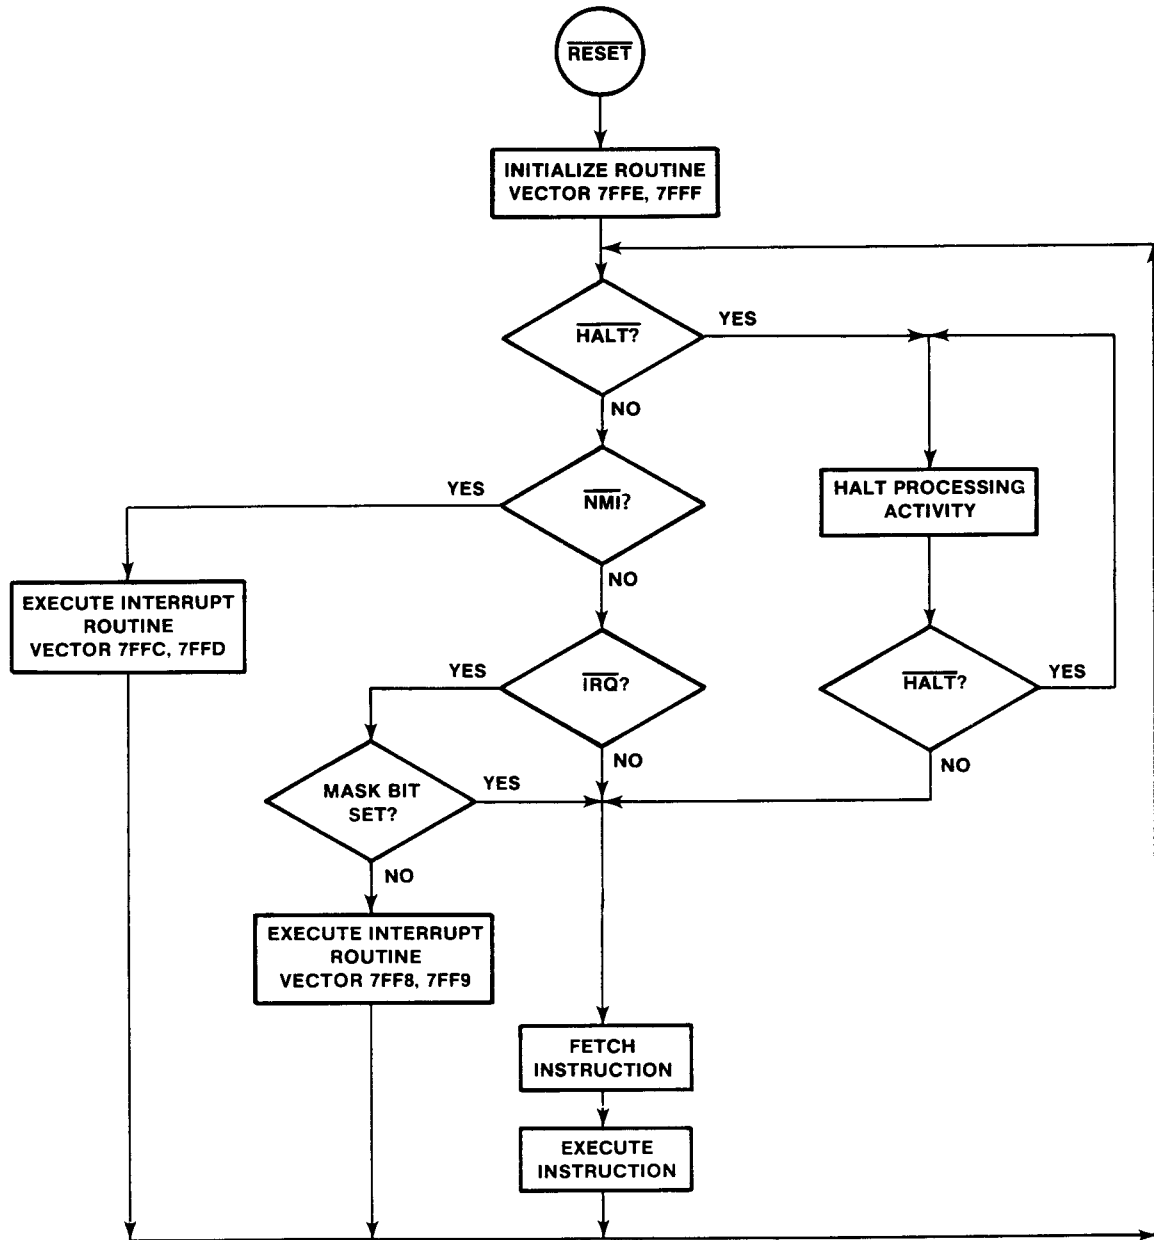 RESET
INITIALIZE ROUTINE
VECTOR 7FFE, 7FFF
HALT?
YES
NO
NMI?
YES
NO
HALT PROCESSING
ACTIVITY
EXECUTE INTERRUPT
ROUTINE
VECTOR 7FFC, 7FFD
IRQ?
YES
NO
HALT?
YES
NO
MASK BIT
SET?
YES
NO
EXECUTE INTERRUPT
ROUTINE
VECTOR 7FF8, 7FF9
FETCH
INSTRUCTION
EXECUTE
INSTRUCTION